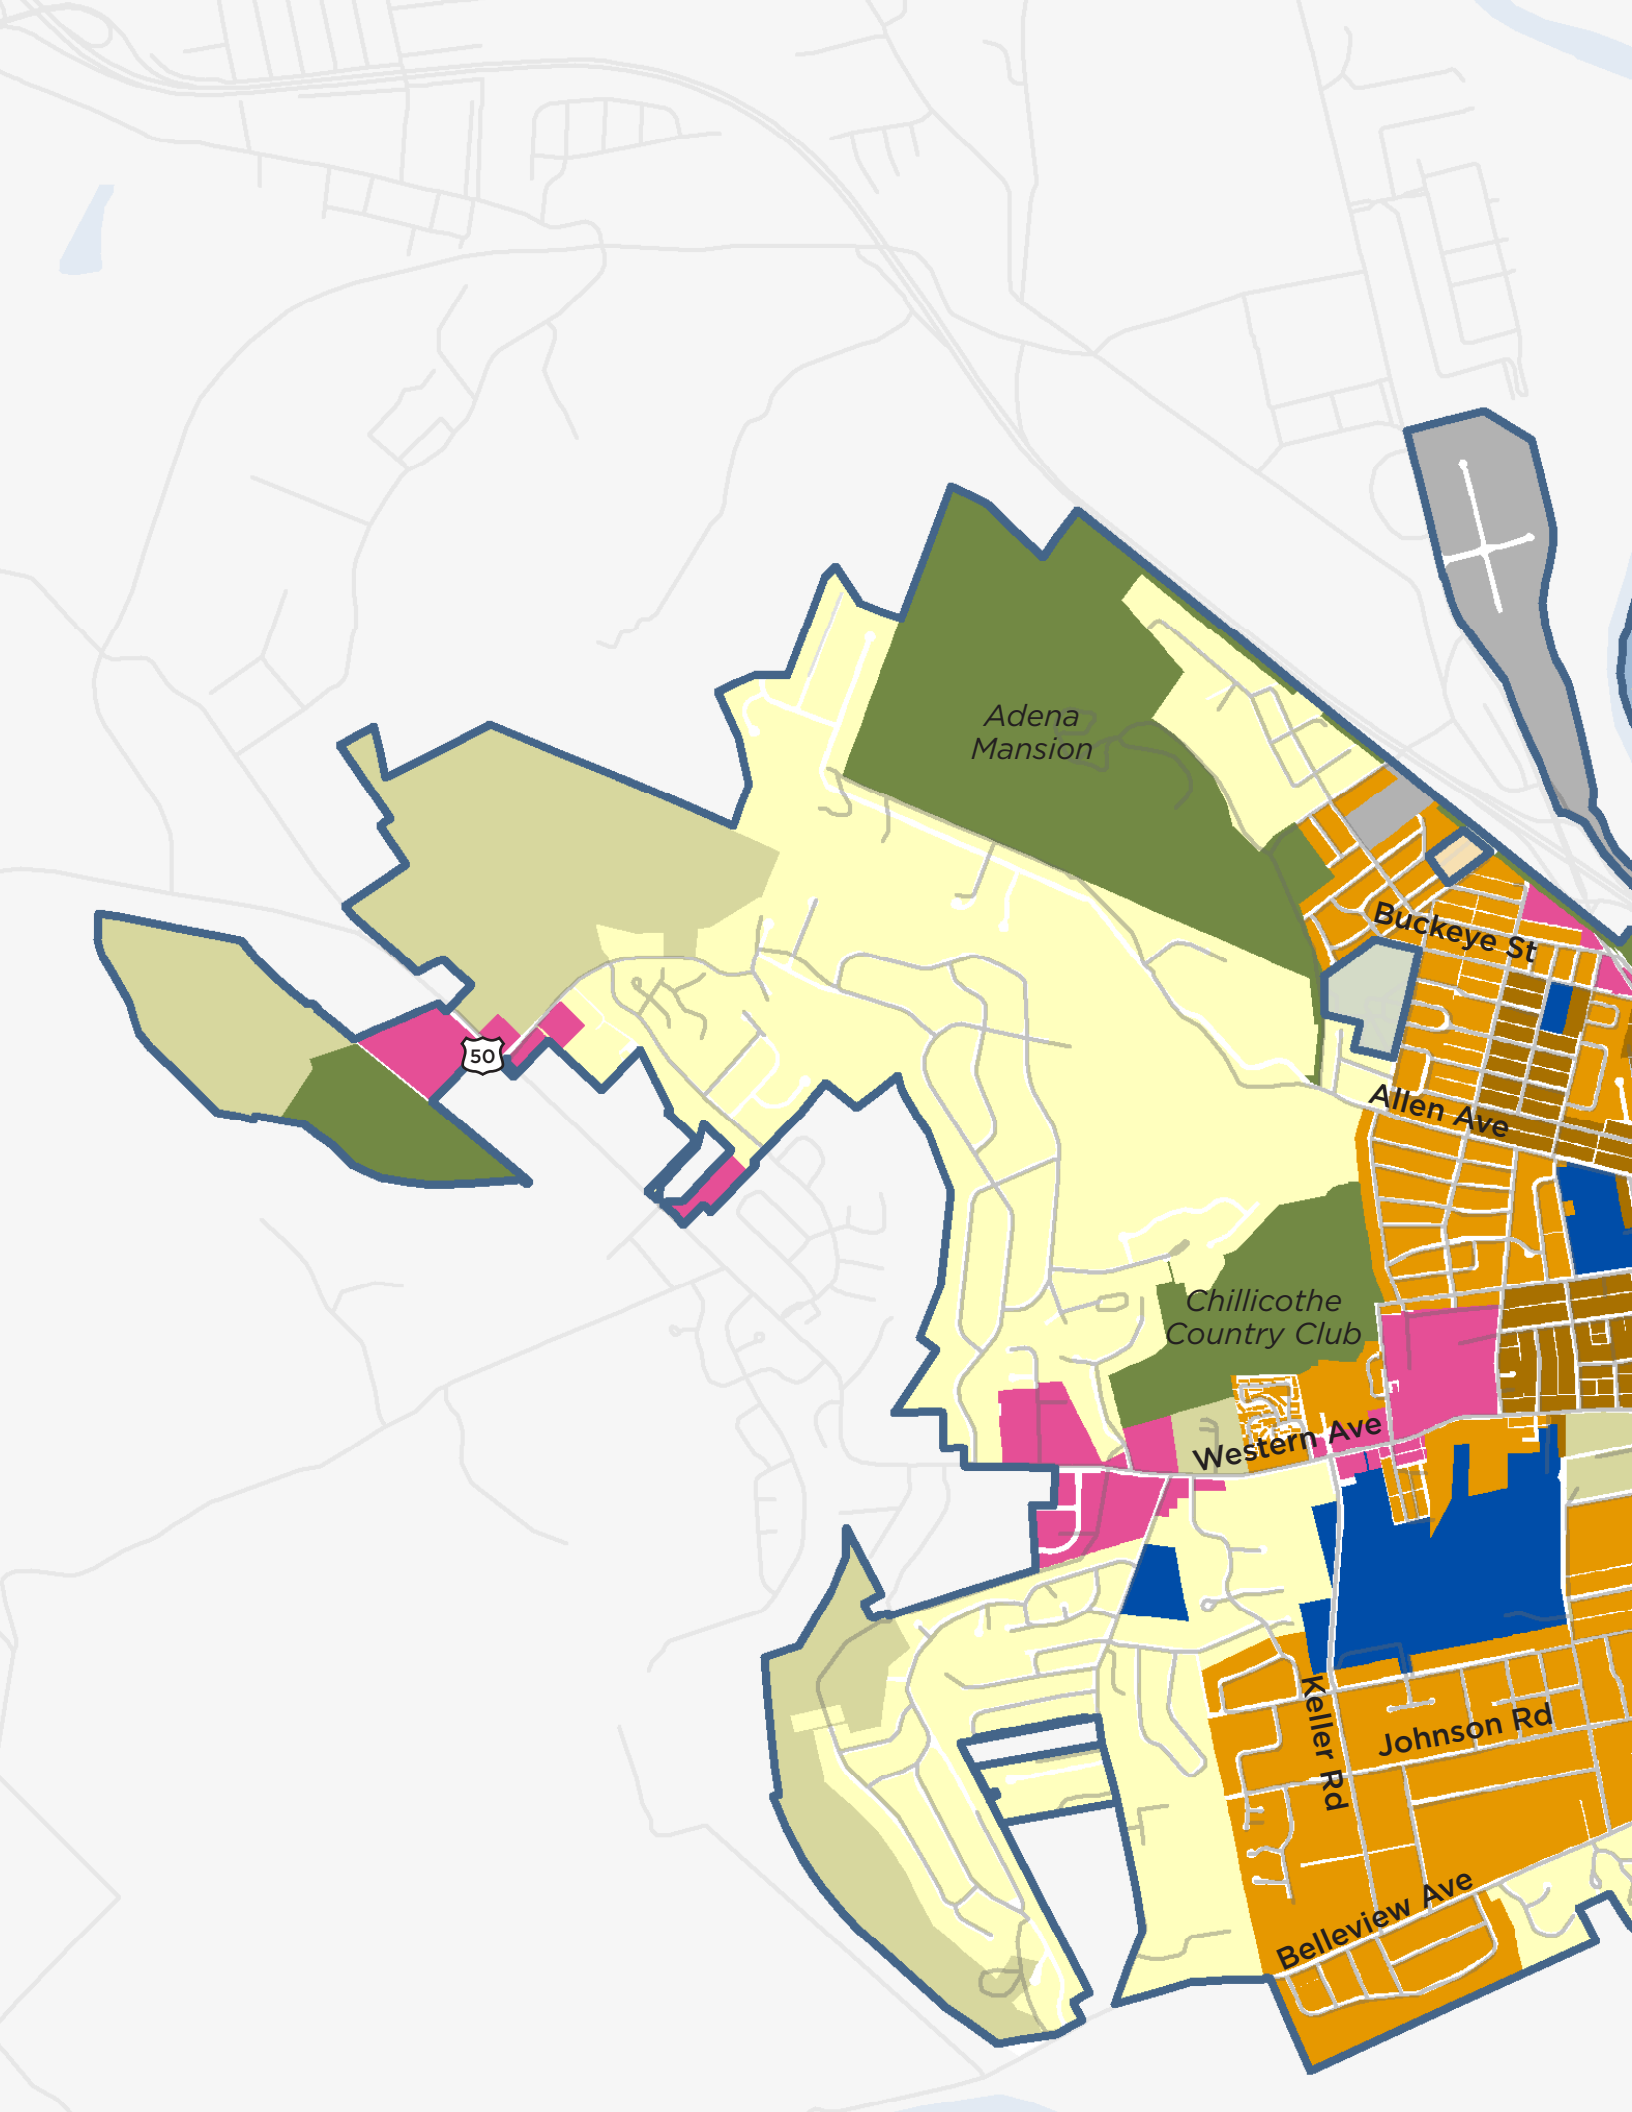 Adena
Mansion
Buckeye St
50
Allen Ave
Chillicothe
Country Club
Western Ave
Keller Rd
Johnson Rd
Belleview Ave